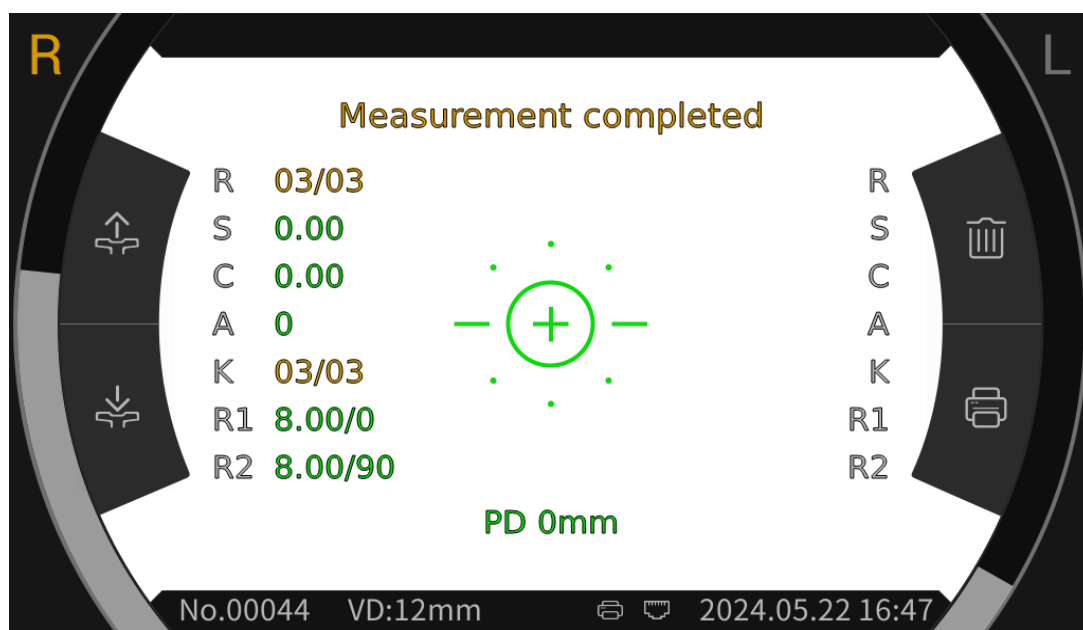 R L
Measurement completed
R 03/03 R
S 0.00 S
C 0.00 C
A 0 A
K 03/03 K
R1 8.00/0 R1
R2 8.00/90 R2
PD 0mm
No.00044 VD:12mm 2024.05.22 16:47